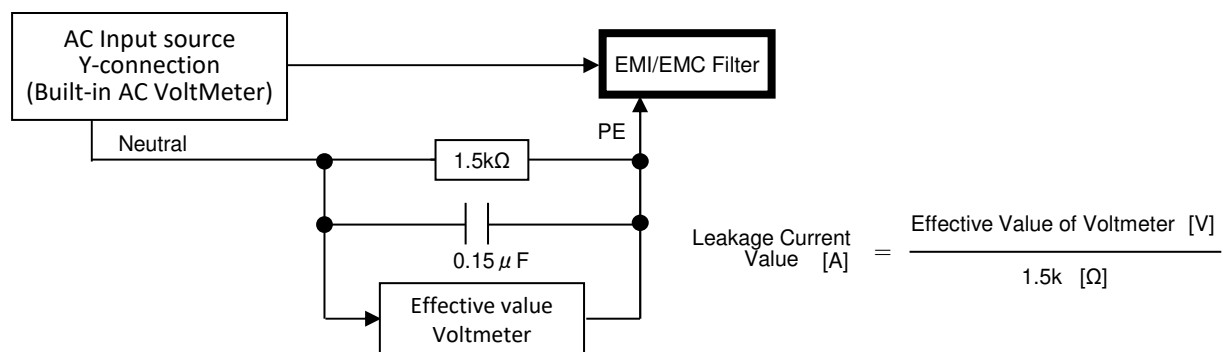 AC Input source
Y-connection
(Built-in AC VoltMeter)
EMI/EMC Filter
PE
Neutral
1.5kΩ
0.15μF
Effective value
Voltmeter
Leakage Current
Value [A]
=
Effective Value of Voltmeter [V]
1.5k [Ω]